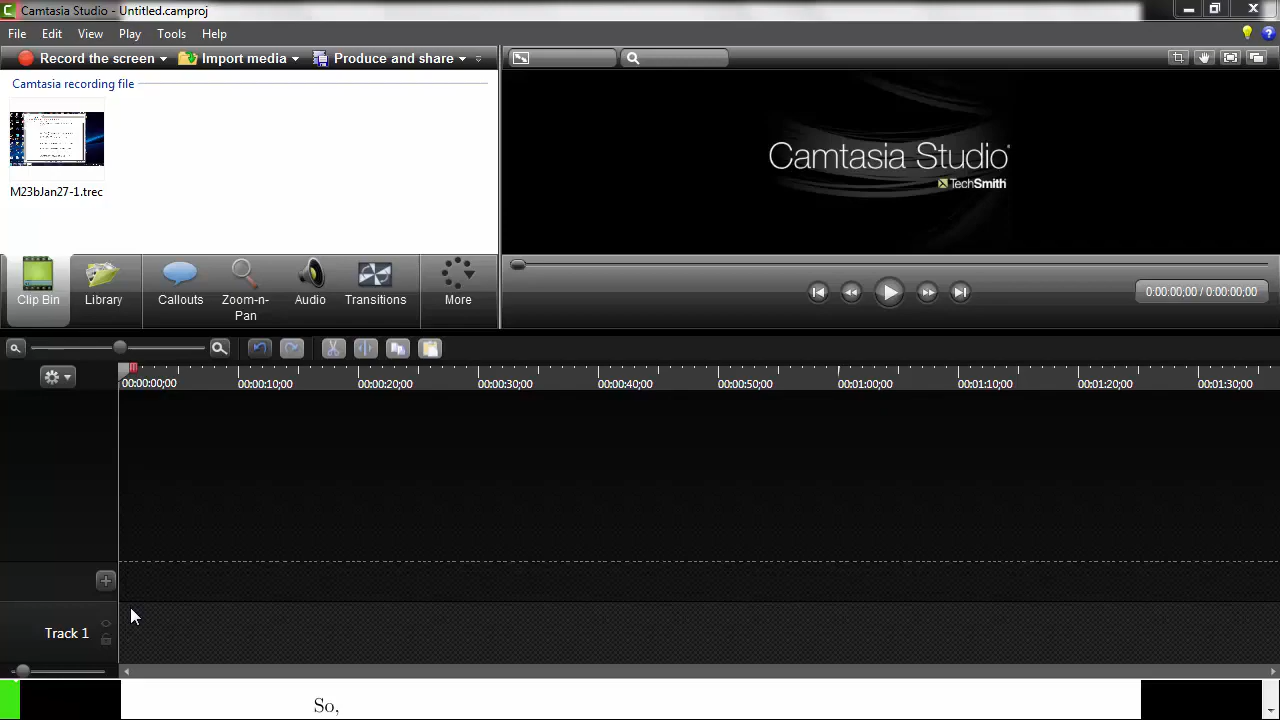 Camtasia Studio - Untitled.camproj
File Edit View Play Tools Help
Record the screen Import media Produce and share
Camtasia recording file
M23bJan27-1.trec
Camtasia Studio®
TechSmith
Clip Bin Library Callouts Zoom-n-Pan Audio Transitions More
0:00:00;00 / 0:00:00;00
00:00:00;00 00:00:10;00 00:00:20;00 00:00:30;00 00:00:40;00 00:00:50;00 00:01:00;00 00:01:10;00 00:01:20;00 00:01:30;00
Track 1
So,